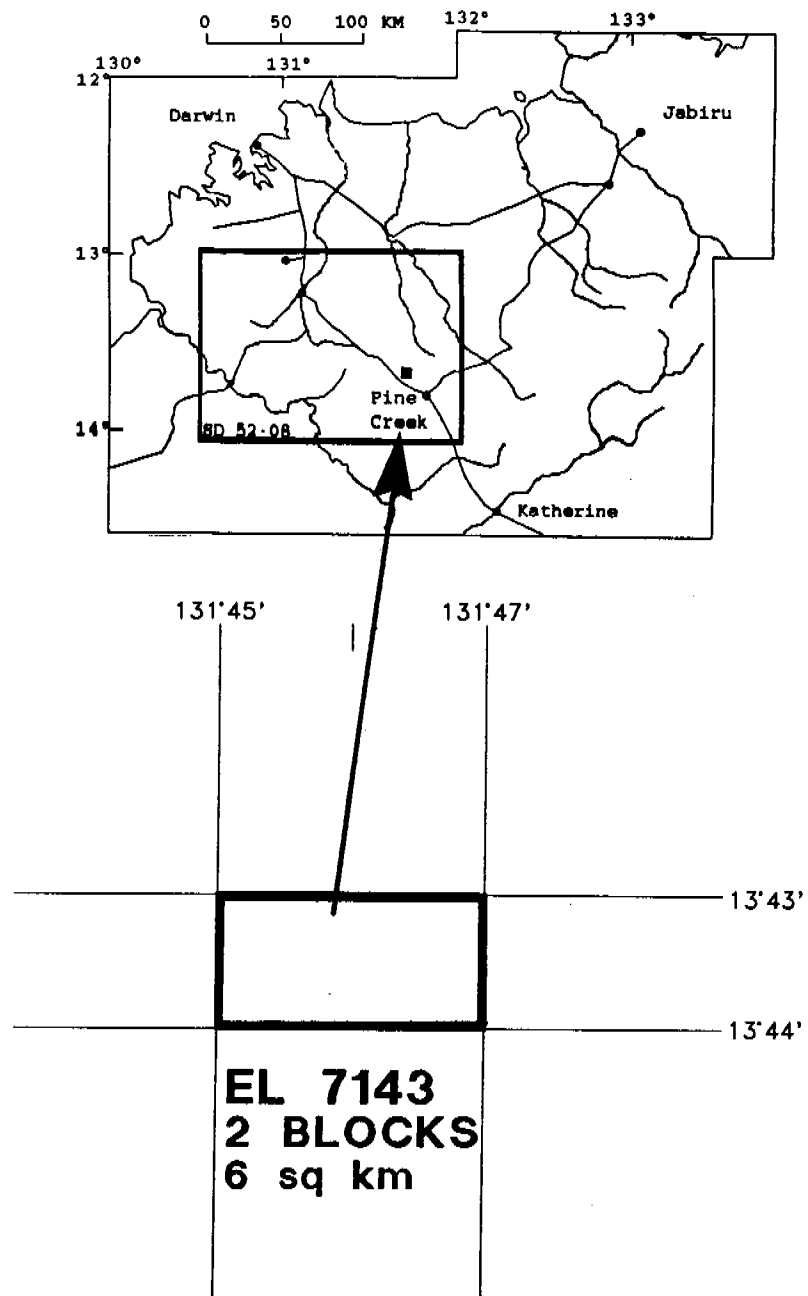 0 50 100 KM
132° 133°
130° 131°
12°
Darwin
Jabiru
13°
Pine
Creek
14°
SD 52-08
Katherine
131°45' 131°47'
13°43'
13°44'
EL 7143
2 BLOCKS
6 sq km